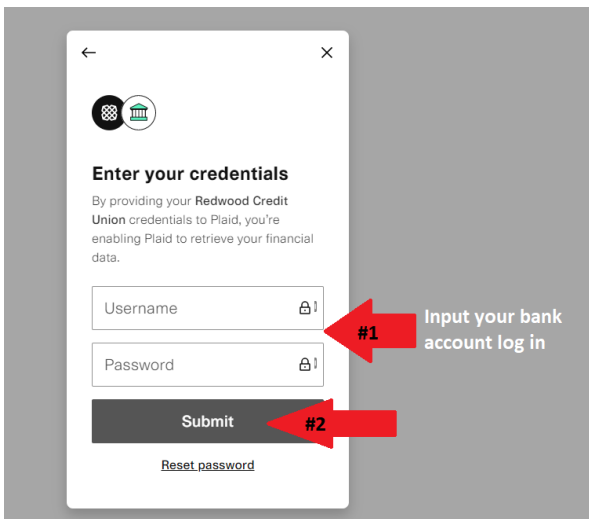 Enter your credentials
By providing your Redwood Credit
Union credentials to Plaid, you're
enabling Plaid to retrieve your financial
data.
Username
#1
Input your bank
account log in
Password
Submit
#2
Reset password